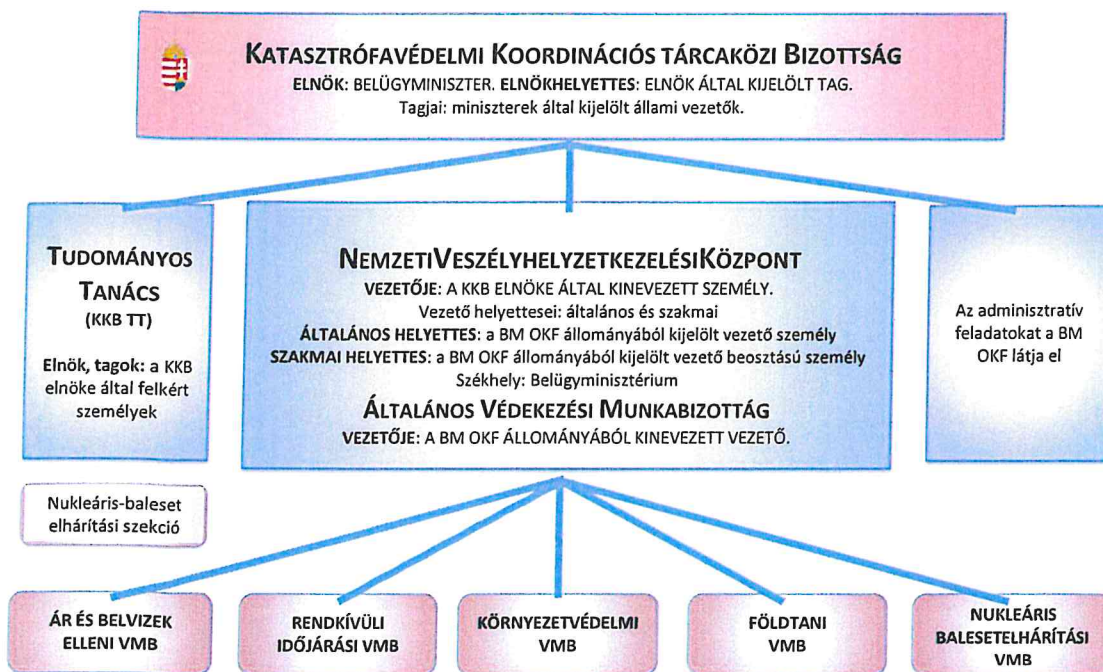 KATASZTRÓFAVÉDELMI KOORDINÁCIÓS TÁRCAKÖZI BIZOTTSÁG
ELNÖK: BELÜGYMINISZTER. ELNÖKHELYETTES: ELNÖK ÁLTAL KIJELÖLT TAG.
Tagjai: miniszterek által kijelölt állami vezetők.
TUDOMÁNYOS
TANÁCS
(KKB TT)
Elnök, tagok: a KKB
elnöke által felkért
személyek
NEMZETIVESZÉLYHELYZETKEZELÉSIKÖZPONT
VEZETŐJE: A KKB ELNÖKE ÁLTAL KINEVEZETT SZEMÉLY.
Vezető helyettesei: általános és szakmai
ÁLTALÁNOS HELYETTES: a BM OKF állományából kijelölt vezető személy
SZAKMAI HELYETTES: a BM OKF állományából kijelölt vezető beosztású személy
Székhely: Belügyminisztérium
ÁLTALÁNOS VÉDEKEZÉSI MUNKABIZOTTÁG
VEZETŐJE: A BM OKF ÁLLOMÁNYÁBÓL KINEVEZETT VEZETŐ.
Az adminisztratív
feladatokat a BM
OKF látja el
Nukleáris-baleset
elhárítási szekció
ÁR ÉS BELVIZEK
ELLENI VMB
RENDKÍVÜLI
IDŐJÁRÁSI VMB
KÖRNYEZETVÉDELMI
VMB
FÖLDTANI
VMB
NUKLEÁRIS
BALESETELHÁRÍTÁSI
VMB